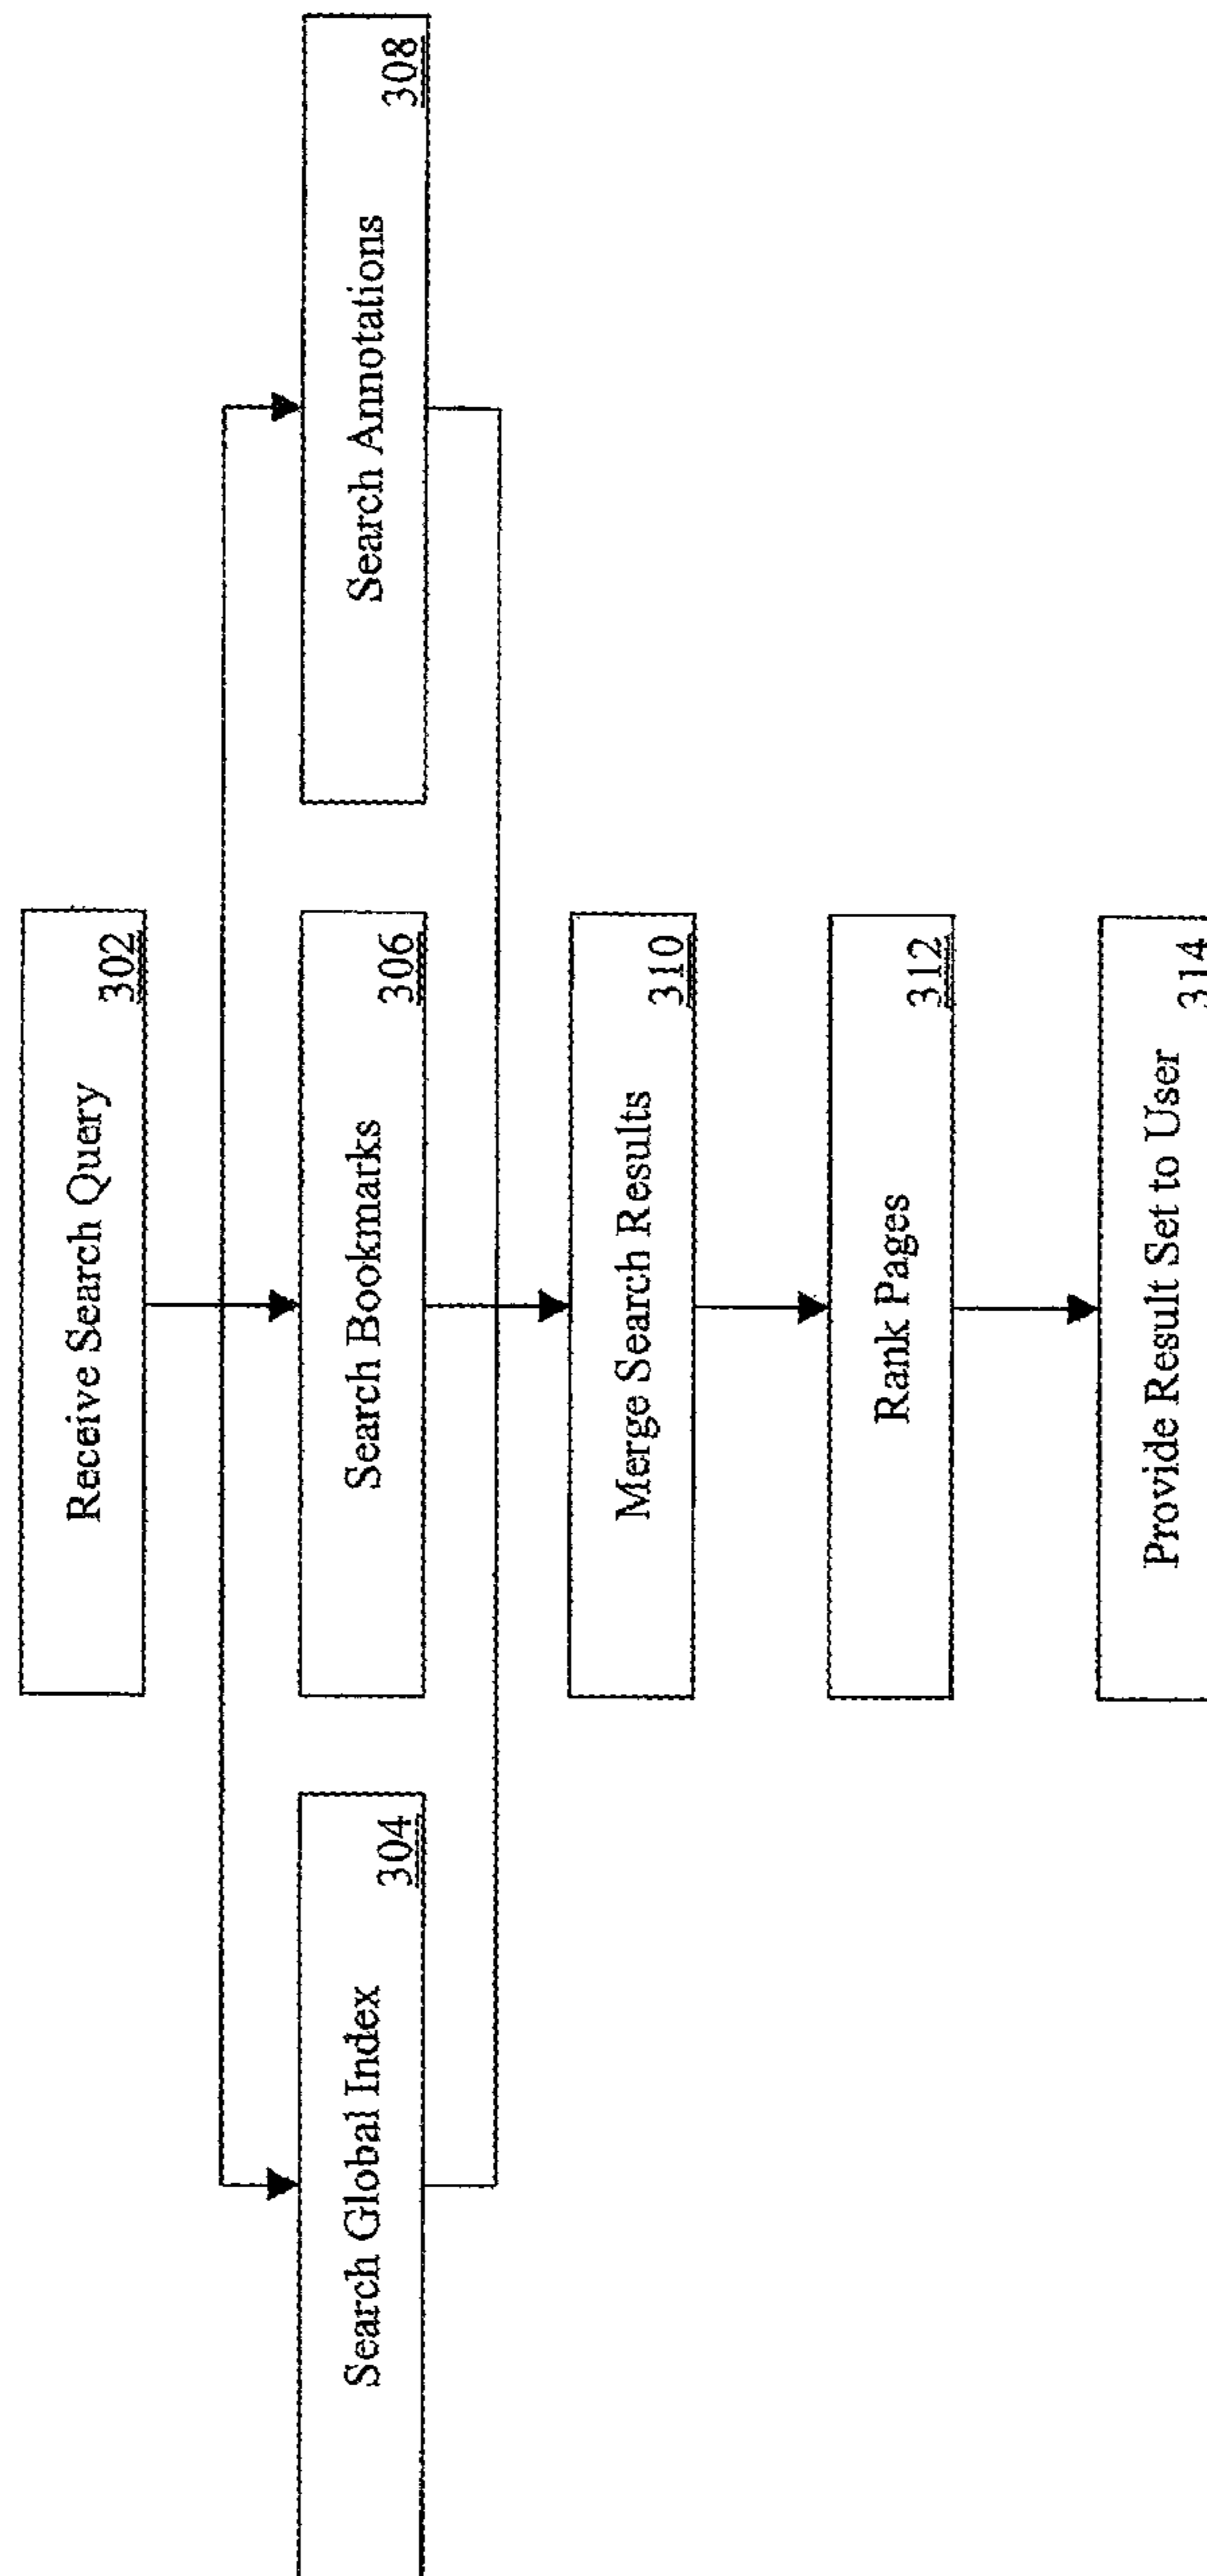 Receive Search Query
302
Search Global Index
304
Search Bookmarks
306
Search Annotations
308
Merge Search Results
310
Rank Pages
312
Provide Result Set to User
314